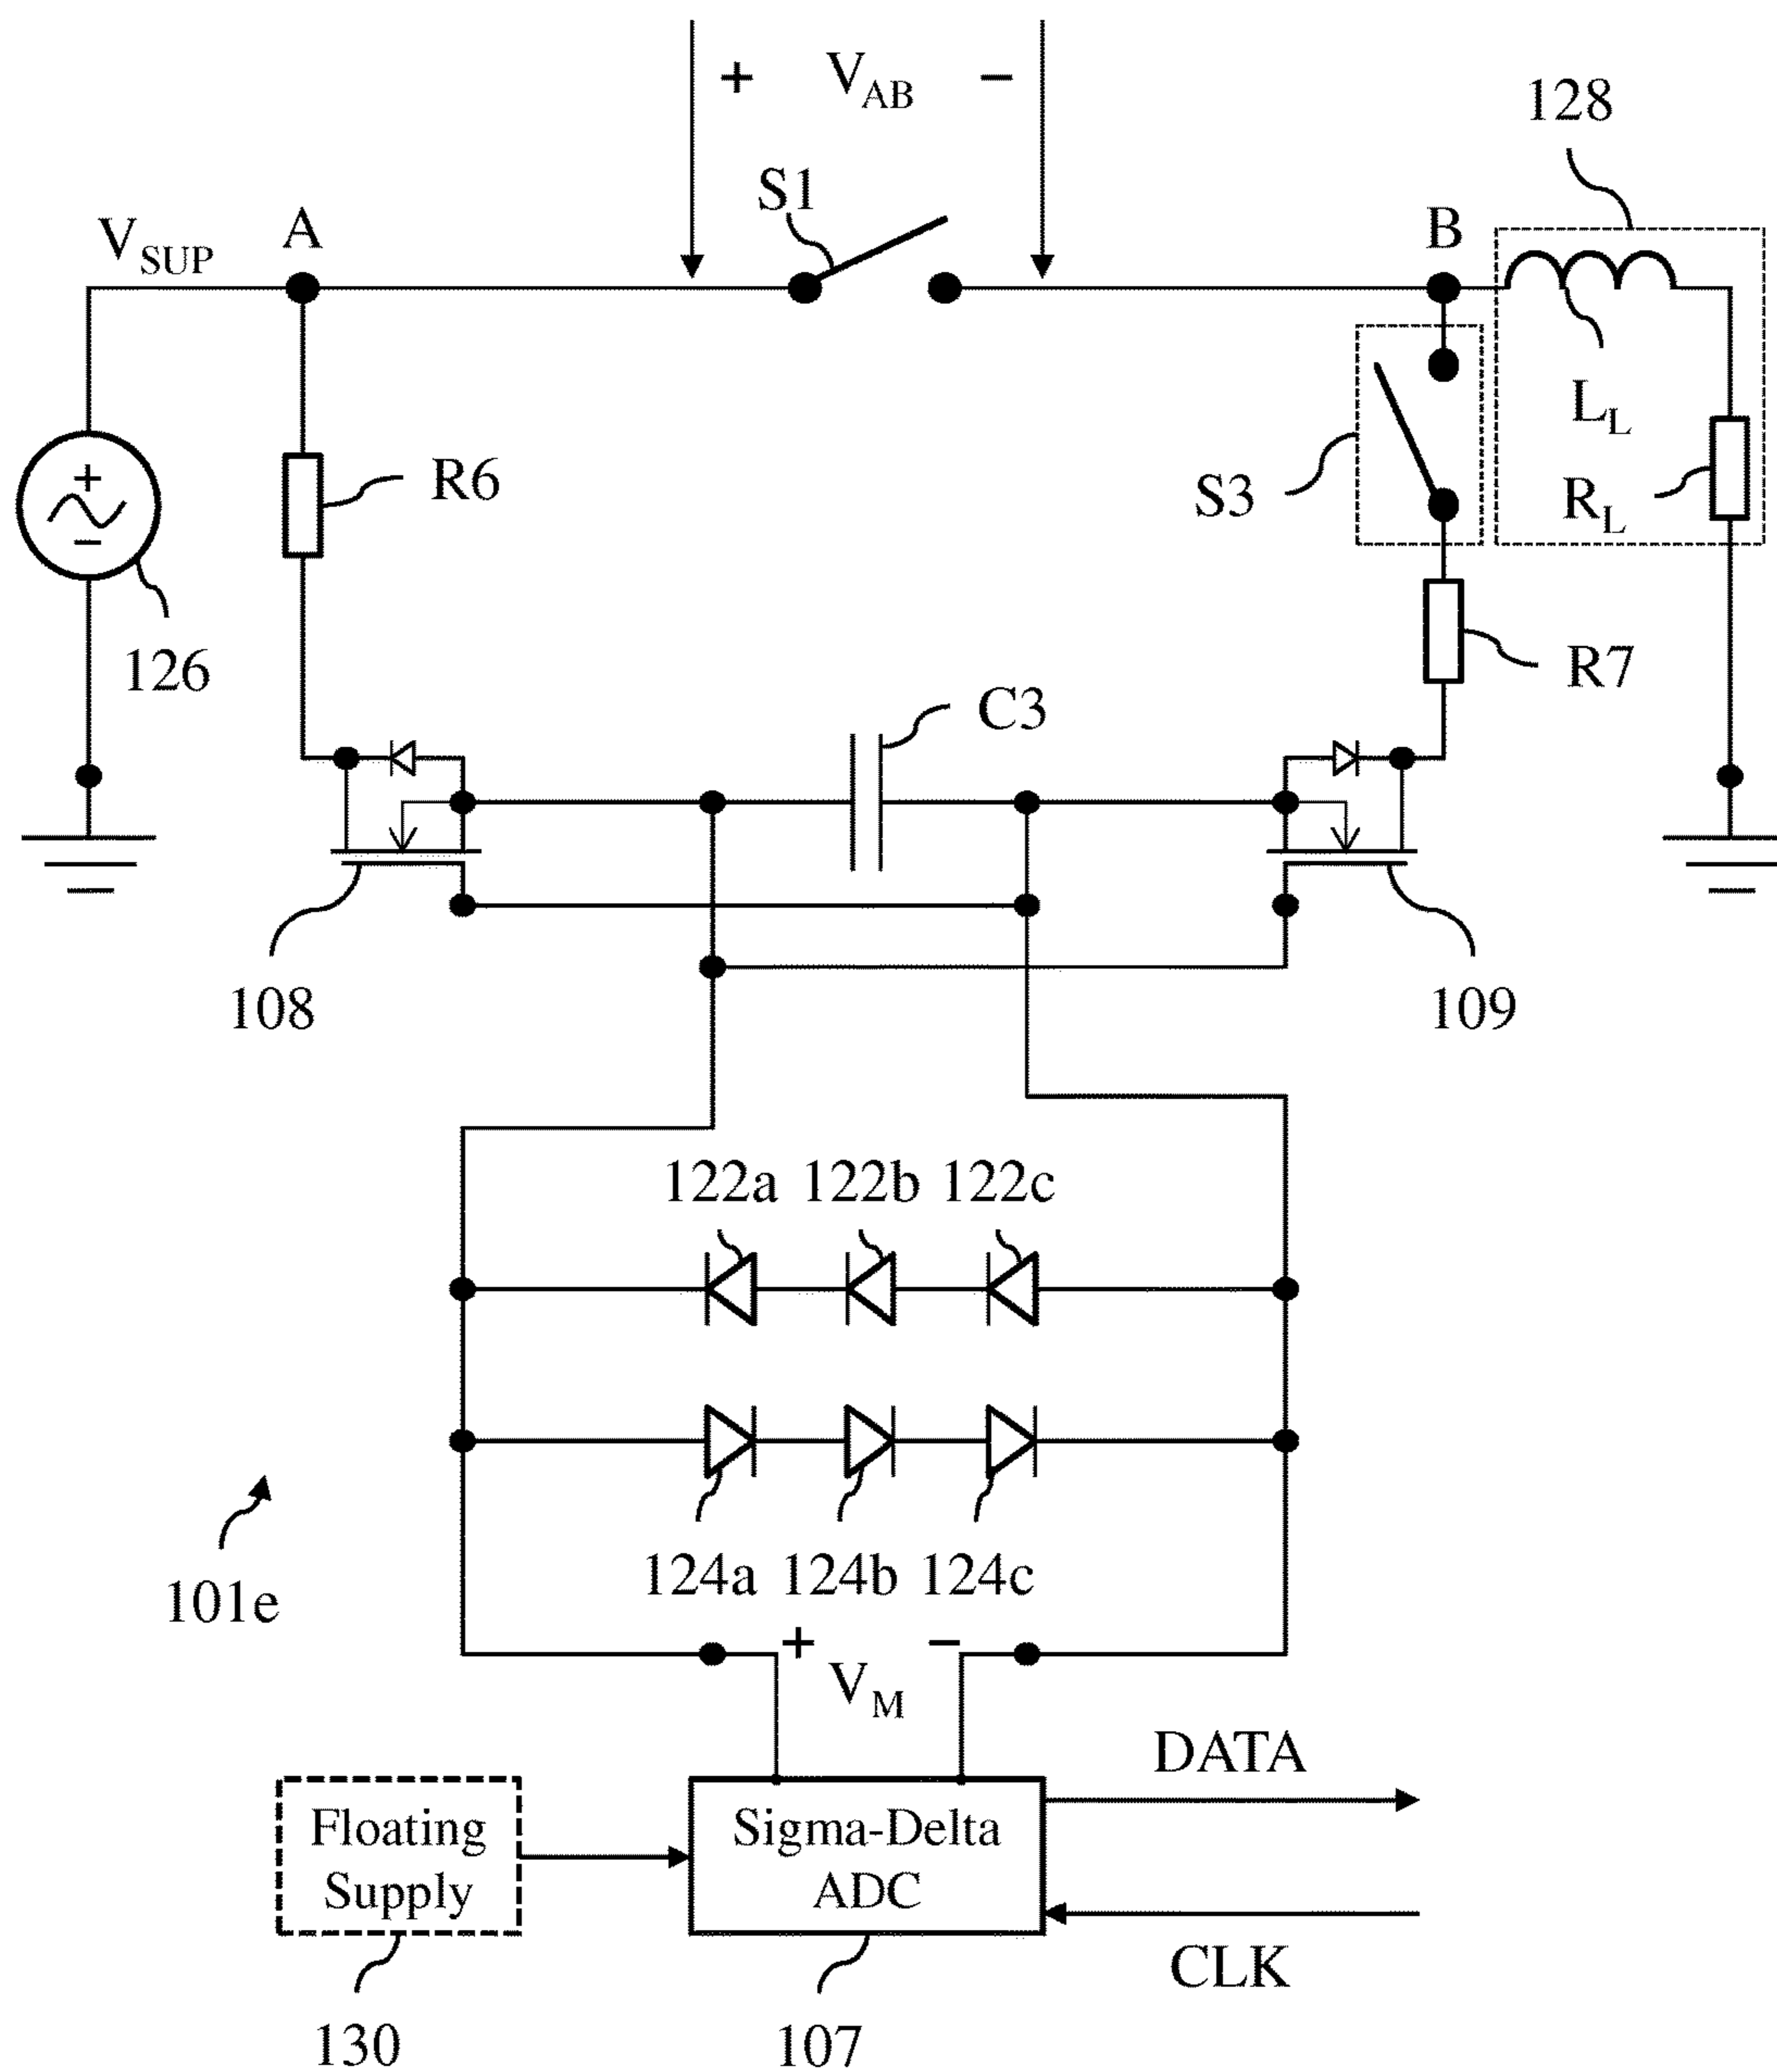 + V_AB −
128
S1
V_SUP
A
B
L_L
R6
S3
R_L
+
−
126
R7
C3
108
109
122a 122b 122c
124a 124b 124c
101e
+ −
V_M
DATA
Floating
Supply
Sigma-Delta
ADC
CLK
130
107